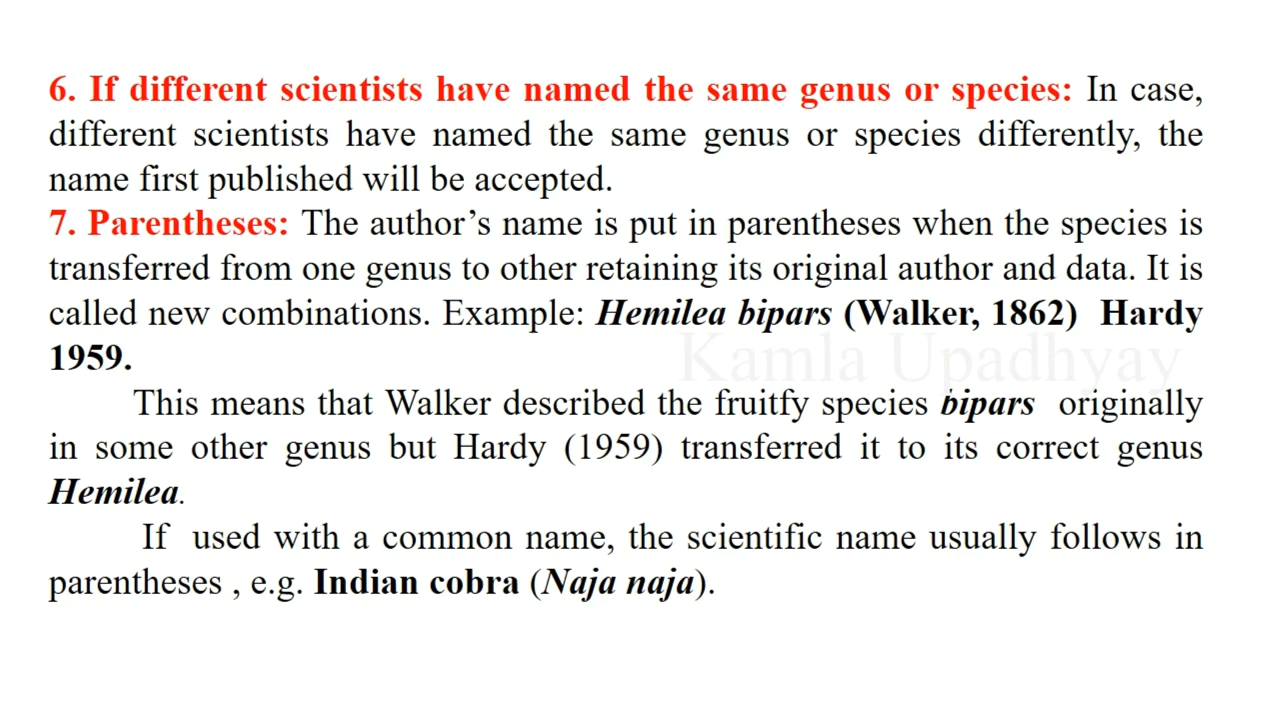 6. If different scientists have named the same genus or species: In case,
different scientists have named the same genus or species differently, the
name first published will be accepted.
7. Parentheses: The author’s name is put in parentheses when the species is
transferred from one genus to other retaining its original author and data. It is
called new combinations. Example: Hemilea bipars (Walker, 1862) Hardy
1959.
Kamla Upadhyay
This means that Walker described the fruitfy species bipars originally
in some other genus but Hardy (1959) transferred it to its correct genus
Hemilea.
If used with a common name, the scientific name usually follows in
parentheses , e.g. Indian cobra (Naja naja).